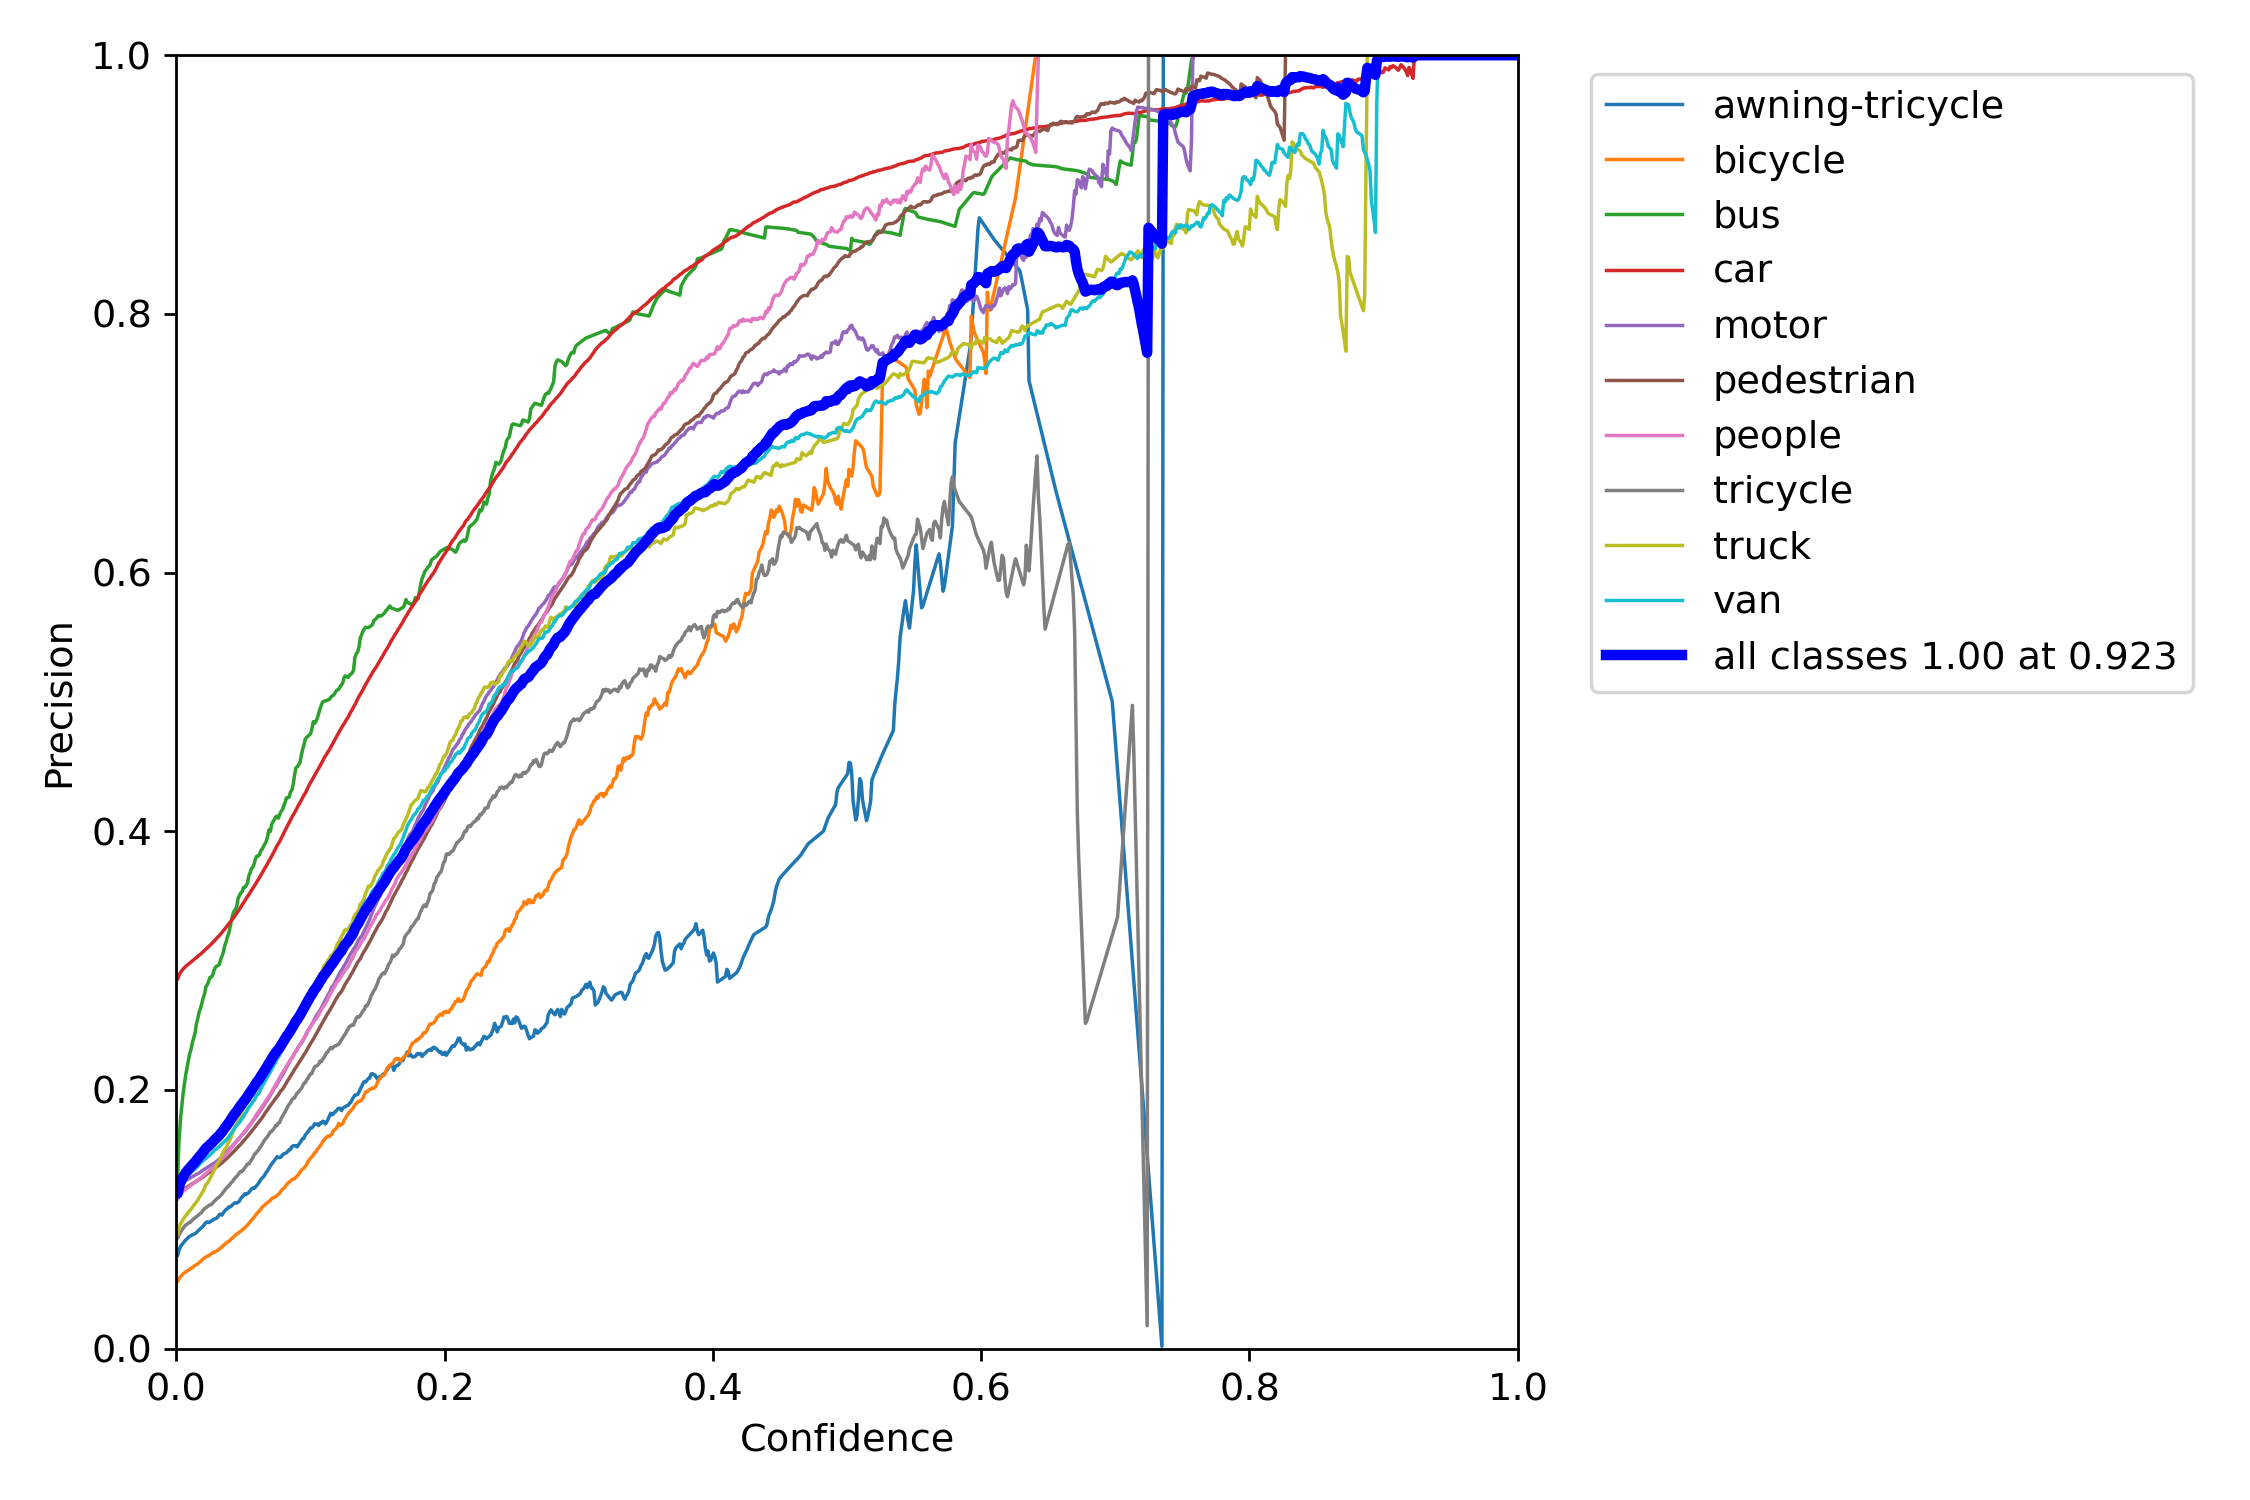 1.0
0.8
0.6
0.4
0.2
0.0
Precision
0.0 0.2 0.4 0.6 0.8 1.0
Confidence
awning-tricycle
bicycle
bus
car
motor
pedestrian
people
tricycle
truck
van
all classes 1.00 at 0.923